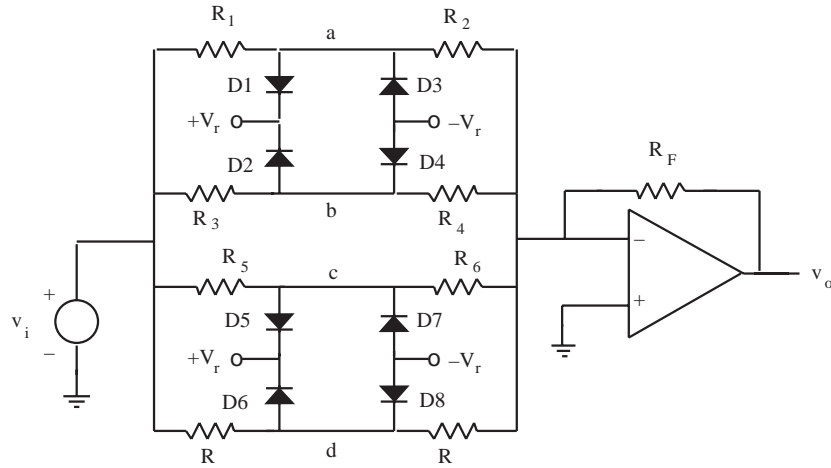 R1 a R2
D1 D3
+Vr −Vr
D2 D4
R3 b R4
RF
R5 c R6
− vo
+ D5 D7 +
vi +Vr −Vr
−
D6 D8
R d R